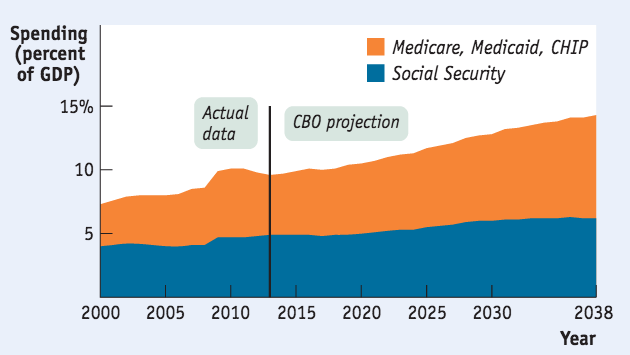 Spending
(percent
of GDP)
Medicare, Medicaid, CHIP
Social Security
15%
Actual
data
CBO projection
10
5
2000 2005 2010 2015 2020 2025 2030 2038
Year